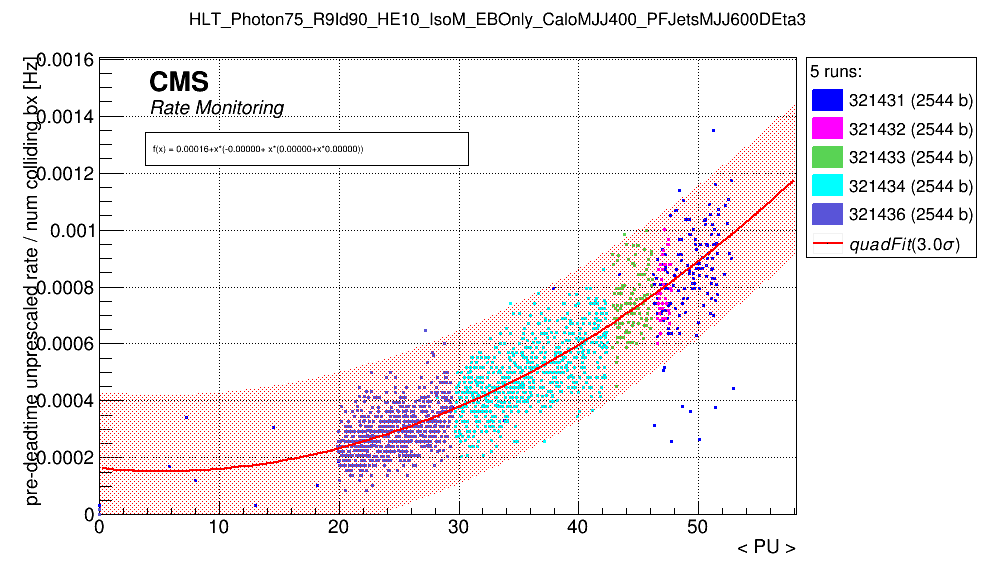 HLT_Photon75_R9Id90_HE10_IsoM_EBOnly_CaloMJJ400_PFJetsMJJ600DEta3
pre-deadtime unprescaled rate / num colliding bx [Hz]
0.0016
0.0014
0.0012
0.001
0.0008
0.0006
0.0004
0.0002
0
CMS
Rate Monitoring
f(x) = 0.00016+x*(-0.00000+ x*(0.00000+x*0.00000))
0 10 20 30 40 50
< PU >
5 runs:
321431 (2544 b)
321432 (2544 b)
321433 (2544 b)
321434 (2544 b)
321436 (2544 b)
quadFit(3.0σ)